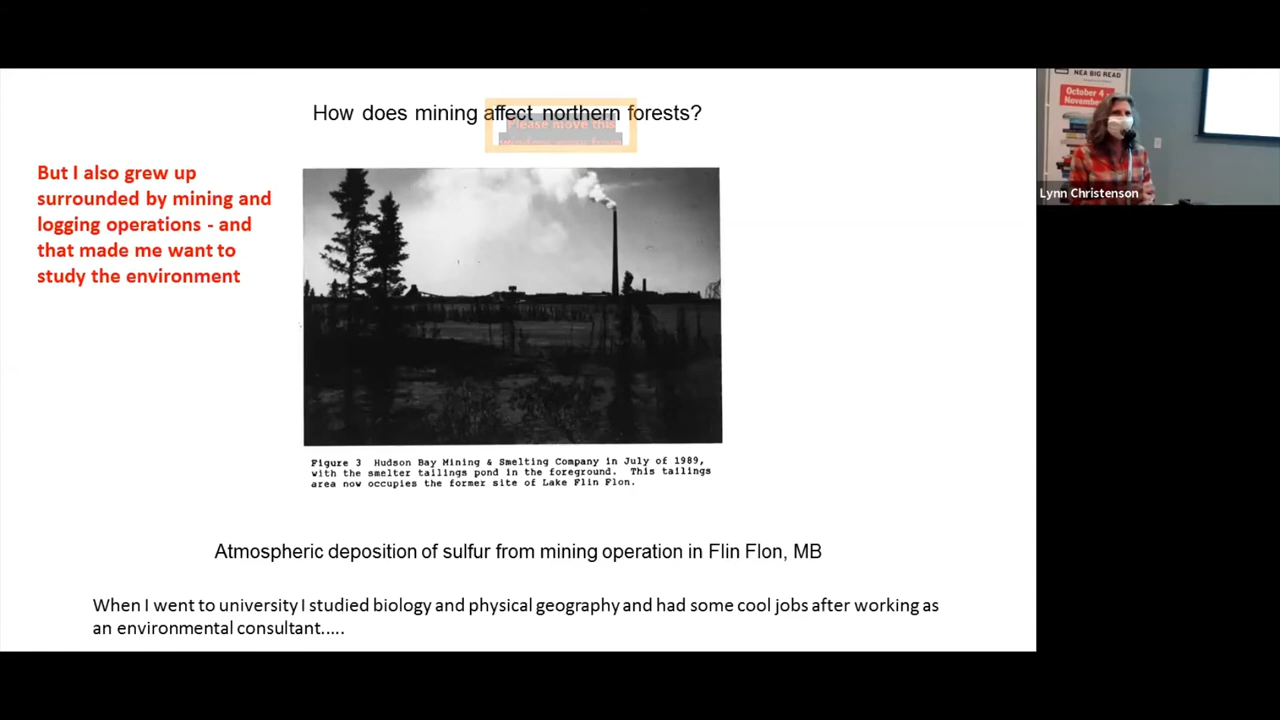 How does mining affect northern forests?
Please move this
But I also grew up
surrounded by mining and
logging operations - and
that made me want to
study the environment
Figure 3 Hudson Bay Mining & Smelting Company in July of 1989,
with the smelter tailings pond in the foreground. This tailings
area now occupies the former site of Lake Flin Flon.
Atmospheric deposition of sulfur from mining operation in Flin Flon, MB
When I went to university I studied biology and physical geography and had some cool jobs after working as
an environmental consultant.....
NEA BIG READ
October 4 -
Novem
Lynn Christenson